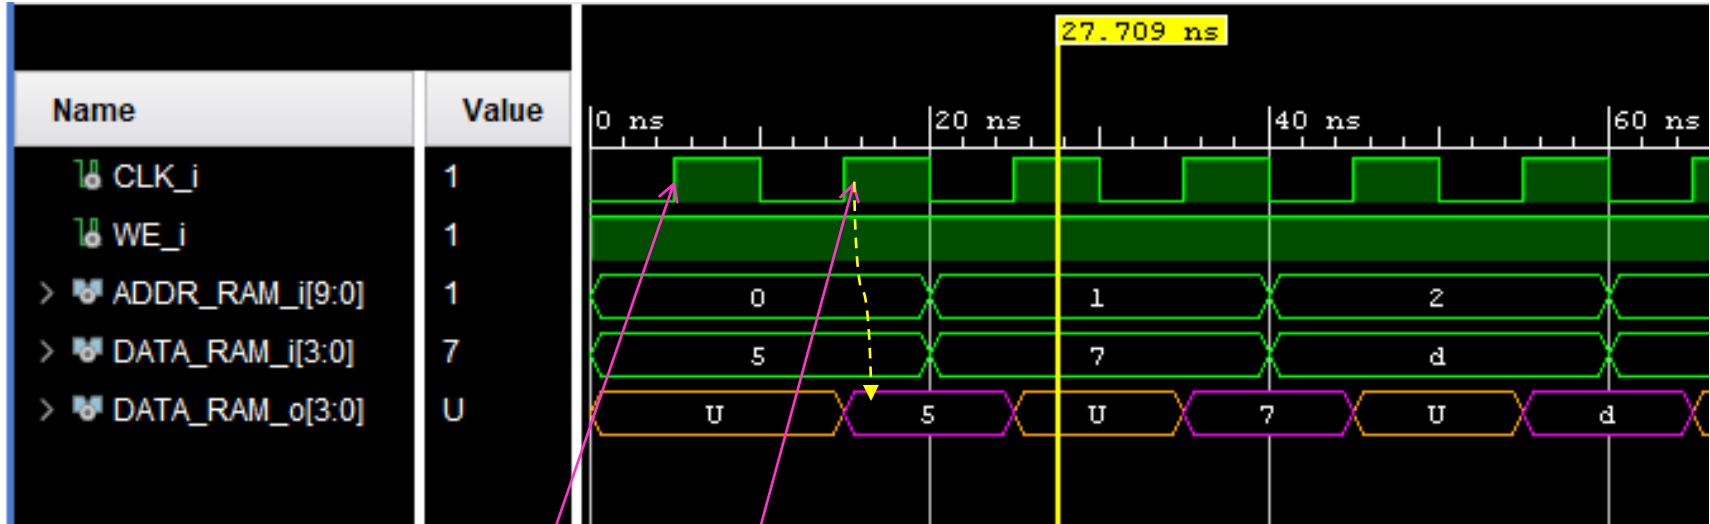 27.709 ns
Name Value
0 ns 20 ns 40 ns 60 ns
CLK_i 1
WE_i 1
ADDR_RAM_i[9:0] 1 0 1 2
DATA_RAM_i[3:0] 7 5 7 d
DATA_RAM_o[3:0] U U 5 U 7 U d